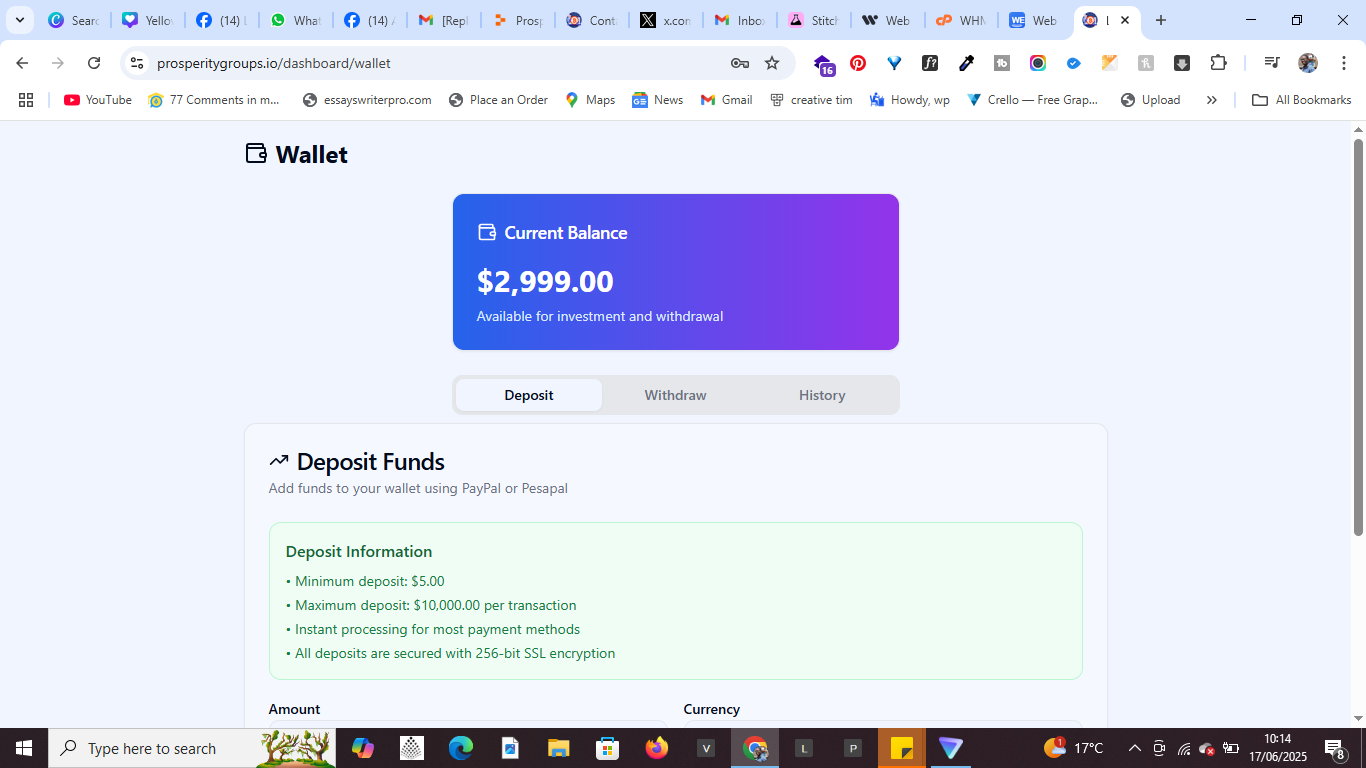 Searc
Yello
(14) L
What
(14)
[Repl
Prosp
Conta
x.con
Inbo
Stitch
Web
WHM
Web
prosperitygroups.io/dashboard/wallet
16
YouTube
77 Comments in m...
essayswriterpro.com
Place an Order
Maps
News
Gmail
creative tim
Howdy, wp
Crello — Free Grap...
Upload
All Bookmarks
Wallet
Current Balance
$2,999.00
Available for investment and withdrawal
Deposit
Withdraw
History
Deposit Funds
Add funds to your wallet using PayPal or Pesapal
Deposit Information
• Minimum deposit: $5.00
• Maximum deposit: $10,000.00 per transaction
• Instant processing for most payment methods
• All deposits are secured with 256-bit SSL encryption
Amount
Currency
Type here to search
V
L
P
1
17°C
10:14
17/06/2025
8